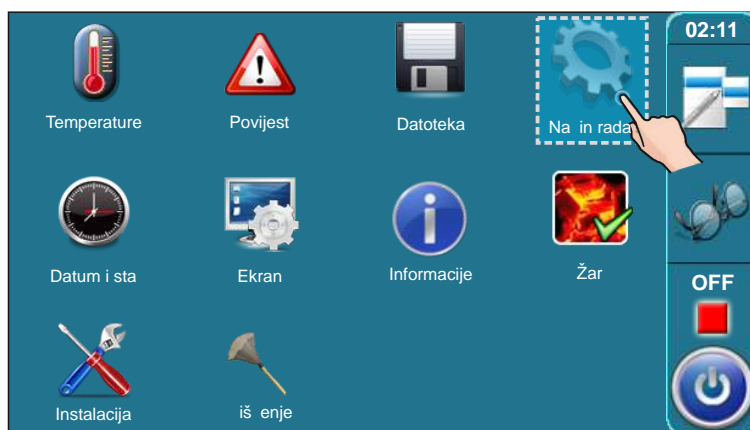 02:11
Temperature
Povijest
Datoteka
Na in rada
Datum i sta
Ekran
Informacije
Žar
OFF
Instalacija
iš enje